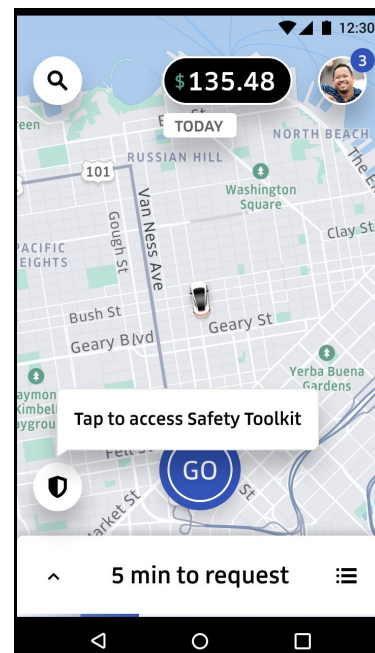 12:30
3
$135.48
TODAY
NORTH BEACH
RUSSIAN HILL
101
Washington
Square
Van Ness Ave
Gough St
Clay St
Bush St
Geary St
Geary Blvd
Yerba Buena
Gardens
Tap to access Safety Toolkit
GO
5 min to request